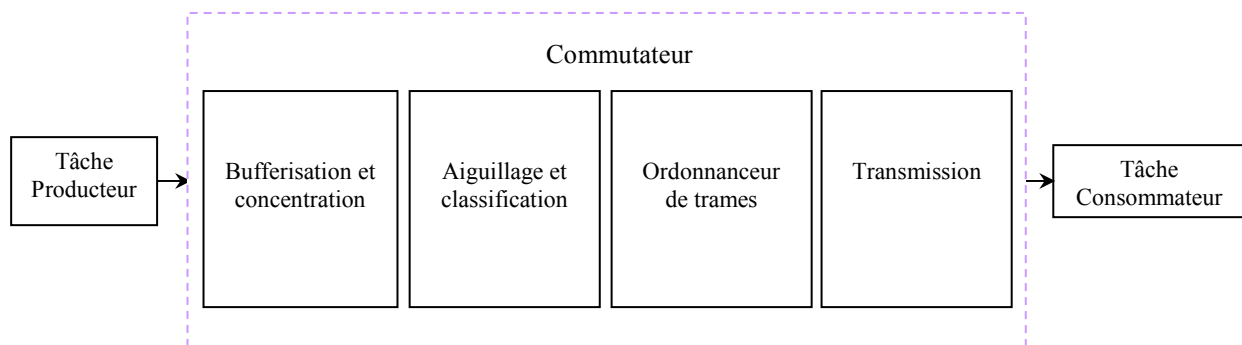 Commutateur
Tâche
Producteur
Bufferisation et
concentration
Aiguillage et
classification
Ordonnanceur
de trames
Transmission
Tâche
Consommateur